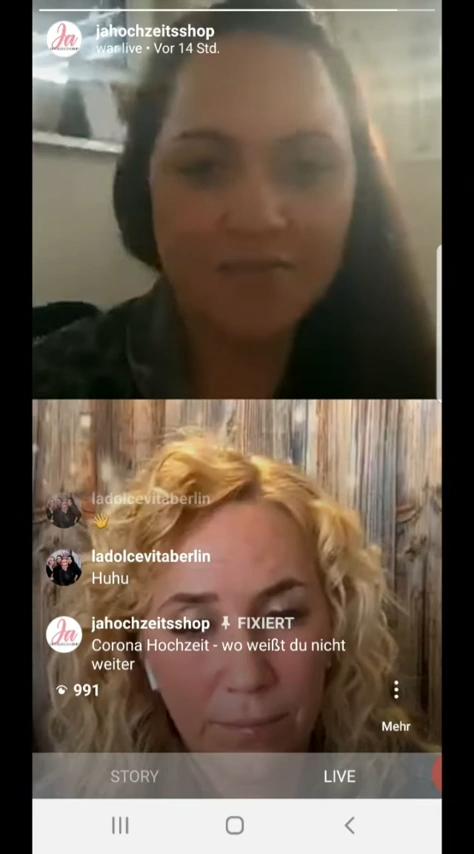 jahochzeitsshop
war live • Vor 14 Std.
ladolcevitaberlin
👋
ladolcevitaberlin
Huhu
jahochzeitsshop FIXIERT
Corona Hochzeit - wo weißt du nicht
weiter
991
Mehr
STORY LIVE